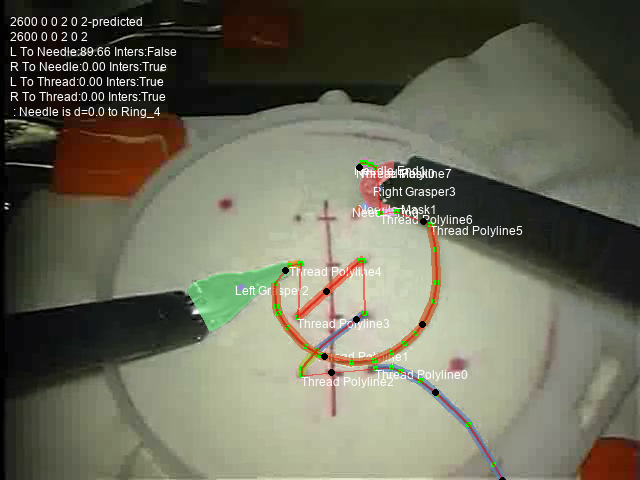 2600 0 0 2 0 2-predicted
2600 0 0 2 0 2
L To Needle:89.66 Inters:False
R To Needle:0.00 Inters:True
L To Thread:0.00 Inters:True
R To Thread:0.00 Inters:True
: Needle is d=0.0 to Ring_4
Right Grasper3
Needle Mask1
Thread Polyline6
Thread Polyline5
Thread Polyline4
Left Grasper2
Thread Polyline3
Thread Polyline0
Thread Polyline2